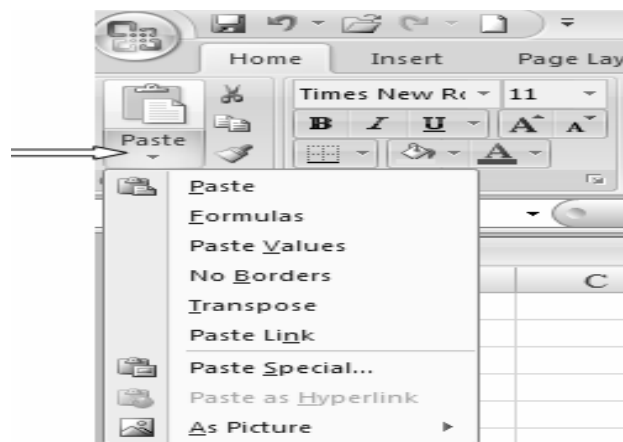 Home Insert Page Lay
Times New R 11
Paste
B I U A A
A
Paste
Formulas
Paste Values
No Borders
Transpose
Paste Link
C
Paste Special...
Paste as Hyperlink
As Picture